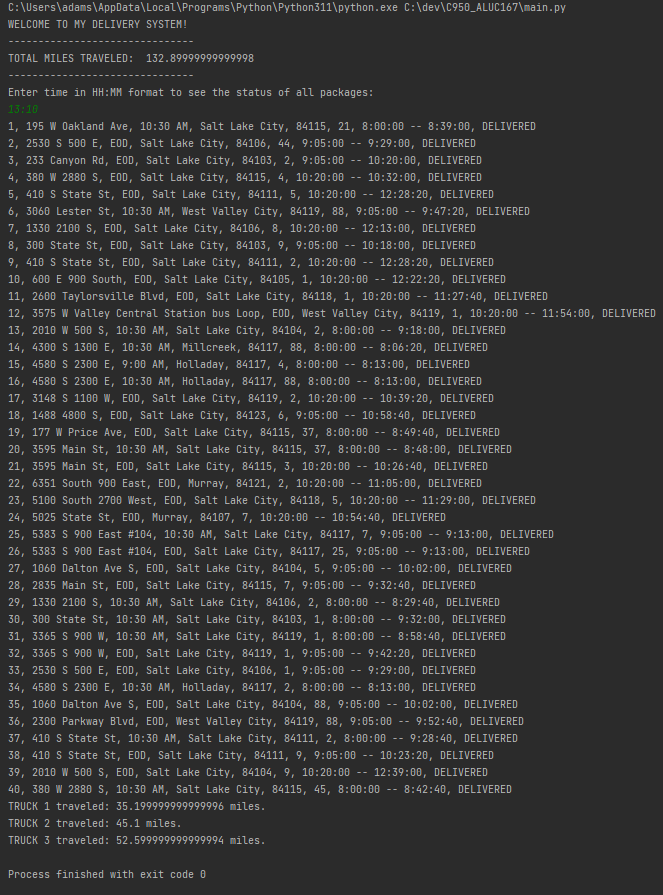 C:\Users\adams\AppData\Local\Programs\Python\Python311\python.exe C:\dev\C950_ALUC167\main.py
WELCOME TO MY DELIVERY SYSTEM!
------------------------------
TOTAL MILES TRAVELED:  132.89999999999998
------------------------------
Enter time in HH:MM format to see the status of all packages:
13:10
1, 195 W Oakland Ave, 10:30 AM, Salt Lake City, 84115, 21, 8:00:00 -- 8:39:00, DELIVERED
2, 2530 S 500 E, EOD, Salt Lake City, 84106, 44, 9:05:00 -- 9:29:00, DELIVERED
3, 233 Canyon Rd, EOD, Salt Lake City, 84103, 2, 9:05:00 -- 10:20:00, DELIVERED
4, 380 W 2880 S, EOD, Salt Lake City, 84115, 4, 10:20:00 -- 10:32:00, DELIVERED
5, 410 S State St, EOD, Salt Lake City, 84111, 5, 10:20:00 -- 12:28:20, DELIVERED
6, 3060 Lester St, 10:30 AM, West Valley City, 84119, 88, 9:05:00 -- 9:47:20, DELIVERED
7, 1330 2100 S, EOD, Salt Lake City, 84106, 8, 10:20:00 -- 12:13:00, DELIVERED
8, 300 State St, EOD, Salt Lake City, 84103, 9, 9:05:00 -- 10:18:00, DELIVERED
9, 410 S State St, EOD, Salt Lake City, 84111, 2, 10:20:00 -- 12:28:20, DELIVERED
10, 600 E 900 South, EOD, Salt Lake City, 84105, 1, 10:20:00 -- 12:22:20, DELIVERED
11, 2600 Taylorsville Blvd, EOD, Salt Lake City, 84118, 1, 10:20:00 -- 11:27:40, DELIVERED
12, 3575 W Valley Central Station bus Loop, EOD, West Valley City, 84119, 1, 10:20:00 -- 11:54:00, DELIVERED
13, 2010 W 500 S, 10:30 AM, Salt Lake City, 84104, 2, 8:00:00 -- 9:18:00, DELIVERED
14, 4300 S 1300 E, 10:30 AM, Millcreek, 84117, 88, 8:00:00 -- 8:06:20, DELIVERED
15, 4580 S 2300 E, 9:00 AM, Holladay, 84117, 4, 8:00:00 -- 8:13:00, DELIVERED
16, 4580 S 2300 E, 10:30 AM, Holladay, 84117, 88, 8:00:00 -- 8:13:00, DELIVERED
17, 3148 S 1100 W, EOD, Salt Lake City, 84119, 2, 10:20:00 -- 10:39:20, DELIVERED
18, 1488 4800 S, EOD, Salt Lake City, 84123, 6, 9:05:00 -- 10:58:40, DELIVERED
19, 177 W Price Ave, EOD, Salt Lake City, 84115, 37, 8:00:00 -- 8:49:40, DELIVERED
20, 3595 Main St, 10:30 AM, Salt Lake City, 84115, 37, 8:00:00 -- 8:48:00, DELIVERED
21, 3595 Main St, EOD, Salt Lake City, 84115, 3, 10:20:00 -- 10:26:40, DELIVERED
22, 6351 South 900 East, EOD, Murray, 84121, 2, 10:20:00 -- 11:05:00, DELIVERED
23, 5100 South 2700 West, EOD, Salt Lake City, 84118, 5, 10:20:00 -- 11:29:00, DELIVERED
24, 5025 State St, EOD, Murray, 84107, 7, 10:20:00 -- 10:54:40, DELIVERED
25, 5383 S 900 East #104, 10:30 AM, Salt Lake City, 84117, 7, 9:05:00 -- 9:13:00, DELIVERED
26, 5383 S 900 East #104, EOD, Salt Lake City, 84117, 25, 9:05:00 -- 9:13:00, DELIVERED
27, 1060 Dalton Ave S, EOD, Salt Lake City, 84104, 5, 9:05:00 -- 10:02:00, DELIVERED
28, 2835 Main St, EOD, Salt Lake City, 84115, 7, 9:05:00 -- 9:32:40, DELIVERED
29, 1330 2100 S, 10:30 AM, Salt Lake City, 84106, 2, 8:00:00 -- 8:29:40, DELIVERED
30, 300 State St, 10:30 AM, Salt Lake City, 84103, 1, 8:00:00 -- 9:32:00, DELIVERED
31, 3365 S 900 W, 10:30 AM, Salt Lake City, 84119, 1, 8:00:00 -- 8:58:40, DELIVERED
32, 3365 S 900 W, EOD, Salt Lake City, 84119, 1, 9:05:00 -- 9:42:20, DELIVERED
33, 2530 S 500 E, EOD, Salt Lake City, 84106, 1, 9:05:00 -- 9:29:00, DELIVERED
34, 4580 S 2300 E, 10:30 AM, Holladay, 84117, 2, 8:00:00 -- 8:13:00, DELIVERED
35, 1060 Dalton Ave S, EOD, Salt Lake City, 84104, 88, 9:05:00 -- 10:02:00, DELIVERED
36, 2300 Parkway Blvd, EOD, West Valley City, 84119, 88, 9:05:00 -- 9:52:40, DELIVERED
37, 410 S State St, 10:30 AM, Salt Lake City, 84111, 2, 8:00:00 -- 9:28:40, DELIVERED
38, 410 S State St, EOD, Salt Lake City, 84111, 9, 9:05:00 -- 10:23:20, DELIVERED
39, 2010 W 500 S, EOD, Salt Lake City, 84104, 9, 10:20:00 -- 12:39:00, DELIVERED
40, 380 W 2880 S, 10:30 AM, Salt Lake City, 84115, 45, 8:00:00 -- 8:42:40, DELIVERED
TRUCK 1 traveled: 35.199999999999996 miles.
TRUCK 2 traveled: 45.1 miles.
TRUCK 3 traveled: 52.599999999999994 miles.
Process finished with exit code 0